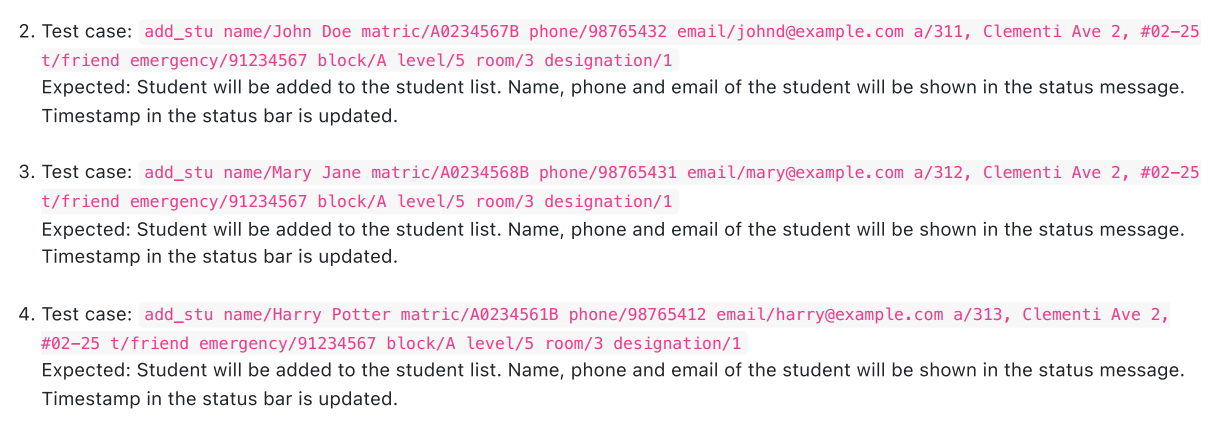 2. Test case: add_stu name/John Doe matric/A0234567B phone/98765432 email/johnd@example.com a/311, Clementi Ave 2, #02-25
t/friend emergency/91234567 block/A level/5 room/3 designation/1
Expected: Student will be added to the student list. Name, phone and email of the student will be shown in the status message.
Timestamp in the status bar is updated.
3. Test case: add_stu name/Mary Jane matric/A0234568B phone/98765431 email/mary@example.com a/312, Clementi Ave 2, #02-25
t/friend emergency/91234567 block/A level/5 room/3 designation/1
Expected: Student will be added to the student list. Name, phone and email of the student will be shown in the status message.
Timestamp in the status bar is updated.
4. Test case: add_stu name/Harry Potter matric/A0234561B phone/98765412 email/harry@example.com a/313, Clementi Ave 2,
#02-25 t/friend emergency/91234567 block/A level/5 room/3 designation/1
Expected: Student will be added to the student list. Name, phone and email of the student will be shown in the status message.
Timestamp in the status bar is updated.